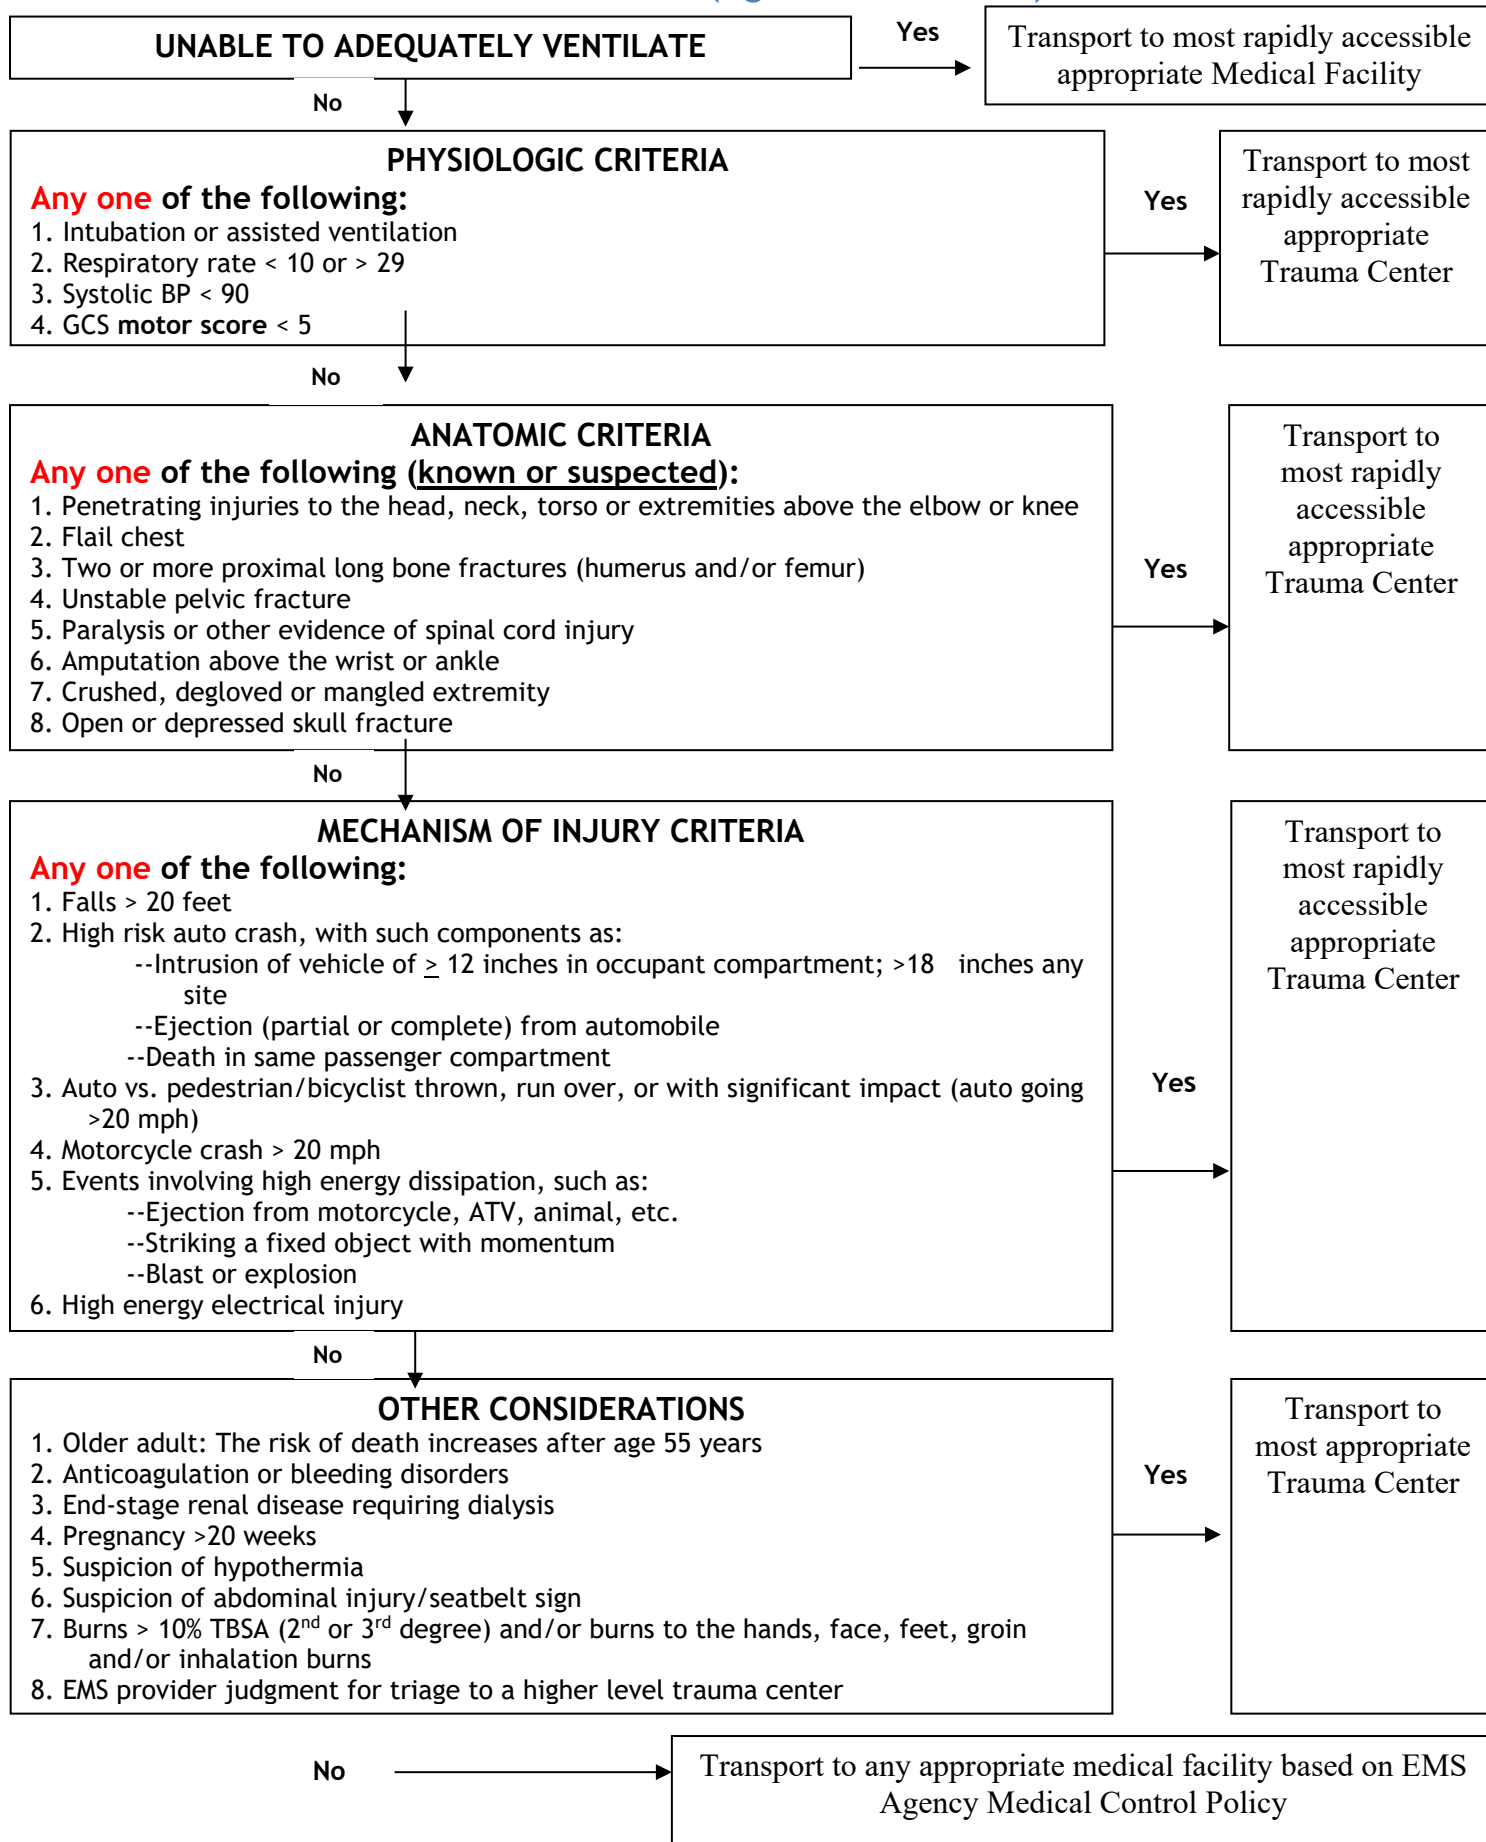 UNABLE TO ADEQUATELY VENTILATE
Yes
Transport to most rapidly accessible
appropriate Medical Facility
No
PHYSIOLOGIC CRITERIA
Any one of the following:
1. Intubation or assisted ventilation
2. Respiratory rate < 10 or > 29
3. Systolic BP < 90
4. GCS motor score < 5
Yes
Transport to most
rapidly accessible
appropriate
Trauma Center
No
ANATOMIC CRITERIA
Any one of the following (known or suspected):
1. Penetrating injuries to the head, neck, torso or extremities above the elbow or knee
2. Flail chest
3. Two or more proximal long bone fractures (humerus and/or femur)
4. Unstable pelvic fracture
5. Paralysis or other evidence of spinal cord injury
6. Amputation above the wrist or ankle
7. Crushed, degloved or mangled extremity
8. Open or depressed skull fracture
Yes
Transport to
most rapidly
accessible
appropriate
Trauma Center
No
MECHANISM OF INJURY CRITERIA
Any one of the following:
1. Falls > 20 feet
2. High risk auto crash, with such components as:
--Intrusion of vehicle of ≥ 12 inches in occupant compartment; >18 inches any
site
--Ejection (partial or complete) from automobile
--Death in same passenger compartment
3. Auto vs. pedestrian/bicyclist thrown, run over, or with significant impact (auto going
>20 mph)
4. Motorcycle crash > 20 mph
5. Events involving high energy dissipation, such as:
--Ejection from motorcycle, ATV, animal, etc.
--Striking a fixed object with momentum
--Blast or explosion
6. High energy electrical injury
Yes
Transport to
most rapidly
accessible
appropriate
Trauma Center
No
OTHER CONSIDERATIONS
1. Older adult: The risk of death increases after age 55 years
2. Anticoagulation or bleeding disorders
3. End-stage renal disease requiring dialysis
4. Pregnancy >20 weeks
5. Suspicion of hypothermia
6. Suspicion of abdominal injury/seatbelt sign
7. Burns > 10% TBSA (2nd or 3rd degree) and/or burns to the hands, face, feet, groin
and/or inhalation burns
8. EMS provider judgment for triage to a higher level trauma center
Yes
Transport to
most appropriate
Trauma Center
No
Transport to any appropriate medical facility based on EMS
Agency Medical Control Policy